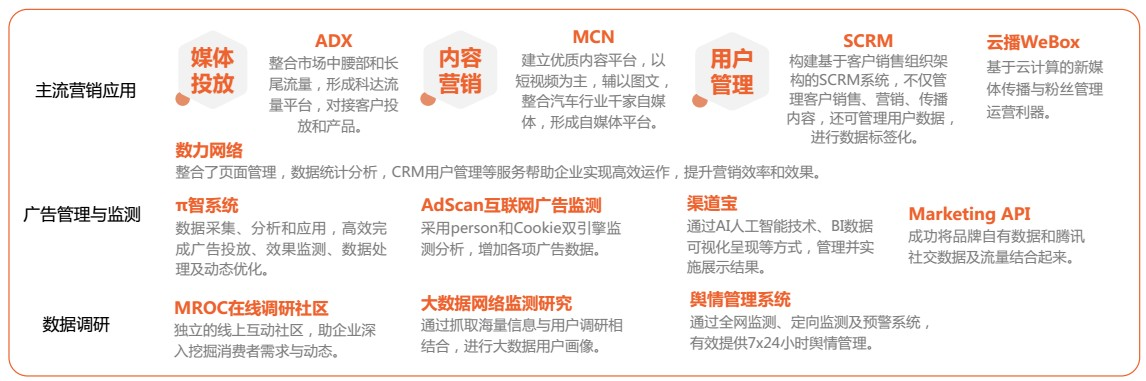 主流营销应用
媒体
投放
ADX
整合市场中腰部和长
尾流量，形成科达流
量平台，对接客户投
放和产品。
内容
营销
MCN
建立优质内容平台，以
短视频为主，辅以图文，
整合汽车行业千家自媒
体，形成自媒体平台。
用户
管理
SCRM
构建基于客户销售组织架
构的SCRM系统，不仅管
理客户销售、营销、传播
内容，还可管理用户数据，
进行数据标签化。
云播WeBox
基于云计算的新媒
体传播与粉丝管理
运营利器。
数力网络
整合了页面管理，数据统计分析，CRM用户管理等服务帮助企业实现高效运作，提升营销效率和效果。
广告管理与监测
π智系统
数据采集、分析和应用，高效完
成广告投放、效果监测、数据处
理及动态优化。
AdScan互联网广告监测
采用person和Cookie双引擎监
测分析，增加各项广告数据。
渠道宝
通过AI人工智能技术、BI数据
可视化呈现等方式，管理并实
施展示结果。
Marketing API
成功将品牌自有数据和腾讯
社交数据及流量结合起来。
数据调研
MROC在线调研社区
独立的线上互动社区，助企业深
入挖掘消费者需求与动态。
大数据网络监测研究
通过抓取海量信息与用户调研相
结合，进行大数据用户画像。
舆情管理系统
通过全网监测、定向监测及预警系统，
有效提供7x24小时舆情管理。